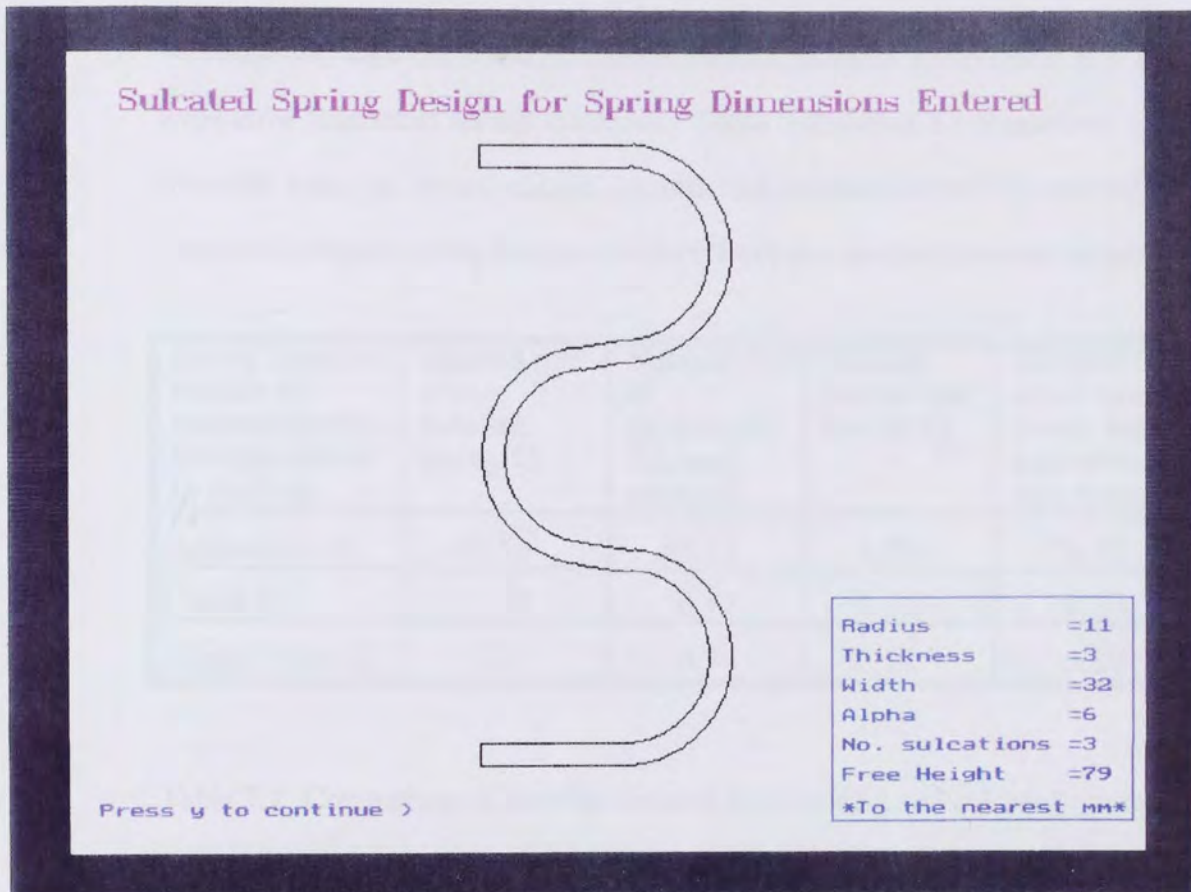 Sulcated Spring Design for Spring Dimensions Entered
Radius =11
Thickness =3
Width =32
Alpha =6
No. sulcations =3
Free Height =79
*To the nearest mm*
Press y to continue )